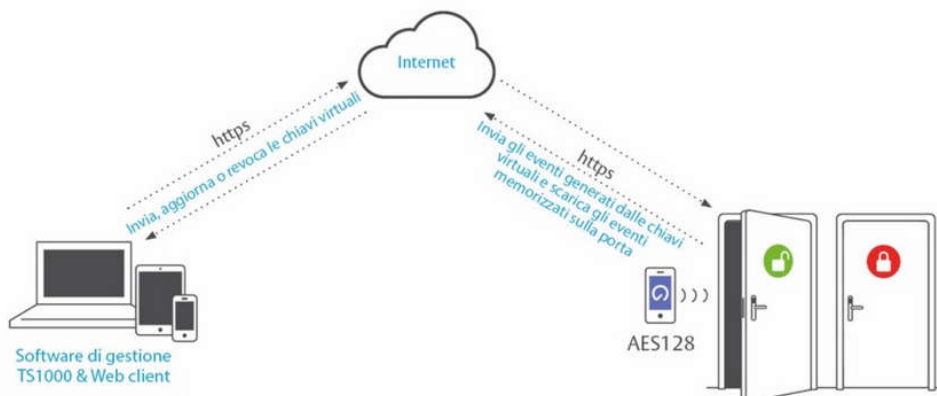 Internet
https
Invia, aggiorna o revoca le chiavi virtuali
https
Invia gli eventi generati dalle chiavi
virtuali e scarica gli eventi
memorizzati sulla porta
AES128
Software di gestione
TS1000 & Web client